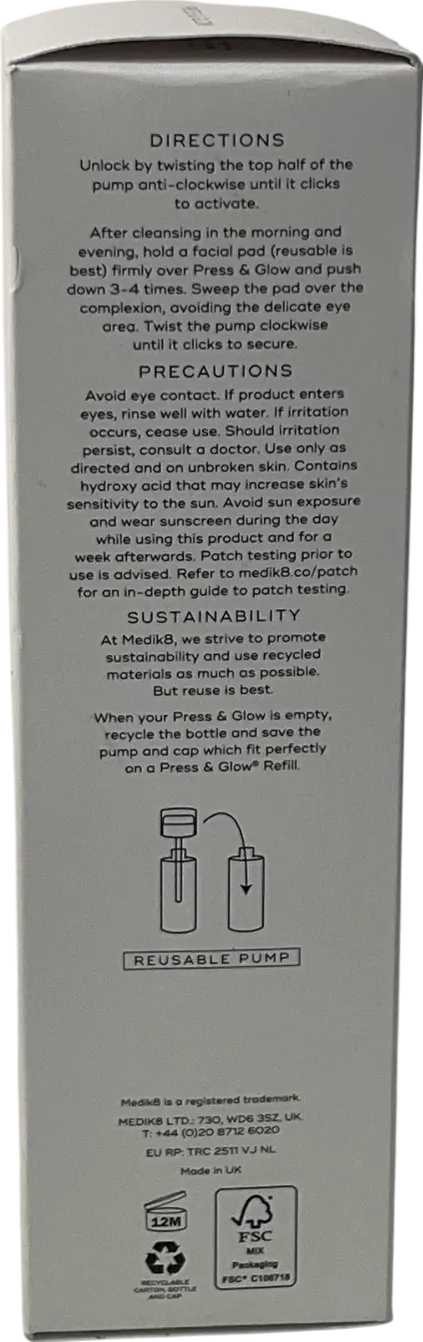 DIRECTIONS
Unlock by twisting the top half of the
pump anti-clockwise until it clicks
to activate.
After cleansing in the morning and
evening, hold a facial pad (reusable is
best) firmly over Press & Glow and push
down 3-4 times. Sweep the pad over the
complexion, avoiding the delicate eye
area. Twist the pump clockwise
until it clicks to secure.
PRECAUTIONS
Avoid eye contact. If product enters
eyes, rinse well with water. If irritation
occurs, cease use. Should irritation
persist, consult a doctor. Use only as
directed and on unbroken skin. Contains
hydroxy acid that may increase skin's
sensitivity to the sun. Avoid sun exposure
and wear sunscreen during the day
while using this product and for a
week afterwards. Patch testing prior to
use is advised. Refer to medik8.co/patch
for an in-depth guide to patch testing.
SUSTAINABILITY
At Medik8, we strive to promote
sustainability and use recycled
materials as much as possible.
But reuse is best.
When your Press & Glow is empty,
recycle the bottle and save the
pump and cap which fit perfectly
on a Press & Glow® Refill.
REUSABLE PUMP
Medik8 is a registered trademark.
MEDIK8 LTD.: 730, WD6 3SZ, UK.
T: +44 (0)20 8712 6020
EU RP: TRC 2511 VJ NL
Made in UK
12M
RECYCLABLE
CARTON, BOTTLE
AND CAP
FSC
MIX
Packaging
FSC® C106718